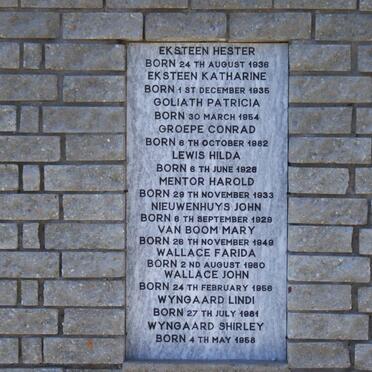 EKSTEEN HESTER
BORN 24 TH AUGUST 1936
EKSTEEN KATHARINE
BORN 1 ST DECEMBER 1935
GOLIATH PATRICIA
BORN 30 MARCH 1954
GROEPE CONRAD
BORN 8 TH OCTOBER 1962
LEWIS HILDA
BORN 6 TH JUNE 1928
MENTOR HAROLD
BORN 29 TH NOVEMBER 1933
NIEUWENHUYS JOHN
BORN 6 TH SEPTEMBER 1929
VAN BOOM MARY
BORN 28 TH NOVEMBER 1949
WALLACE FARIDA
BORN 2 ND AUGUST 1960
WALLACE JOHN
BORN 24 TH FEBRUARY 1956
WYNGAARD LINDI
BORN 27 TH JULY 1981
WYNGAARD SHIRLEY
BORN 4 TH MAY 1958